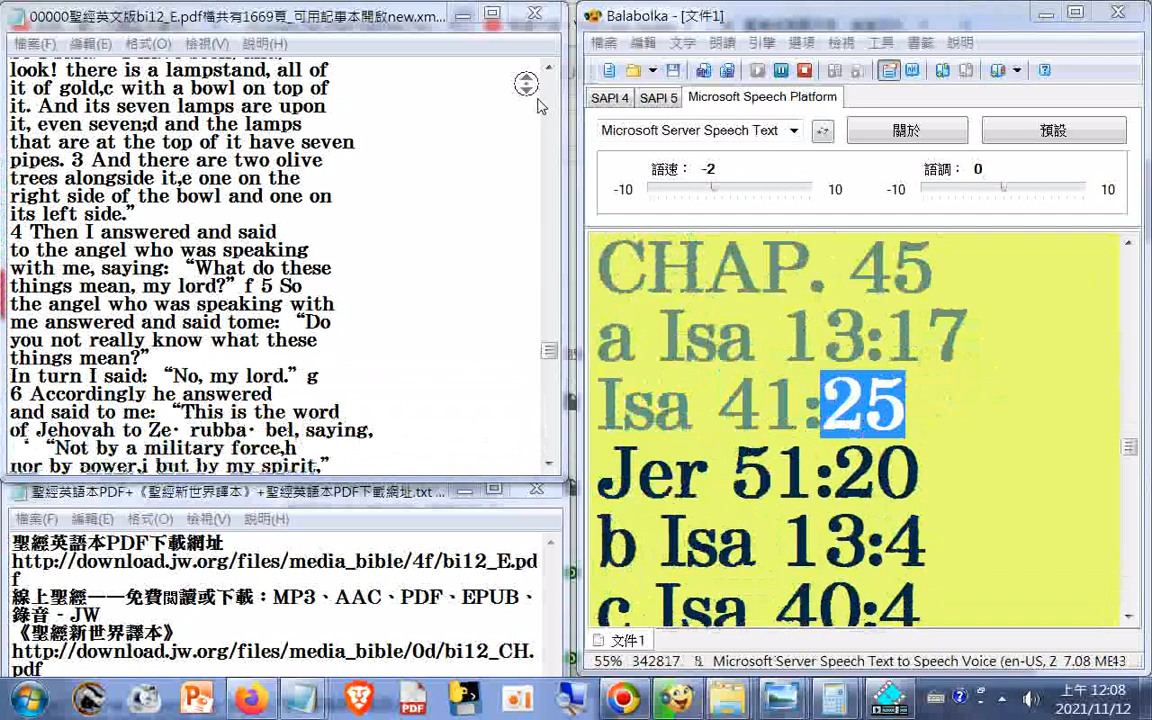 00000聖經英文版bi12_E.pdf檔共有1669頁_可用記事本開啟new.xm...
檔案(F) 編輯(E) 格式(O) 檢視(V) 說明(H)
look! there is a lampstand, all of
it of gold,c with a bowl on top of
it. And its seven lamps are upon
it, even seven;d and the lamps
that are at the top of it have seven
pipes. 3 And there are two olive
trees alongside it,e one on the
right side of the bowl and one on
its left side.”
4 Then I answered and said
to the angel who was speaking
with me, saying: “What do these
things mean, my lord?” f 5 So
the angel who was speaking with
me answered and said tome: “Do
you not really know what these
things mean?”
In turn I said: “No, my lord.” g
6 Accordingly he answered
and said to me: “This is the word
of Jehovah to Ze· rubba· bel, saying,
‘ “Not by a military force,h
nor by power,i but by my spirit,”
聖經英語本PDF+《聖經新世界譯本》+聖經英語本PDF下載網址.txt ...
檔案(F) 編輯(E) 格式(O) 檢視(V) 說明(H)
聖經英語本PDF下載網址
http://download.jw.org/files/media_bible/4f/bi12_E.pd
f
線上聖經——免費閱讀或下載：MP3、AAC、PDF、EPUB、
錄音 - JW
《聖經新世界譯本》
http://download.jw.org/files/media_bible/0d/bi12_CH.
pdf
Balabolka - [文件1]
檔案 編輯 文字 朗讀 引擎 選項 檢視 工具 書籤 說明
SAPI 4 SAPI 5 Microsoft Speech Platform
Microsoft Server Speech Text 關於 預設
語速： -2 語調： 0
-10 10 -10 10
CHAP. 45
a Isa 13:17
Isa 41:25
Jer 51:20
b Isa 13:4
c Isa 40:4
文件1
55% 342817 Microsoft Server Speech Text to Speech Voice (en-US, Z 7.08 ME43
上午 12:08
2021/11/12